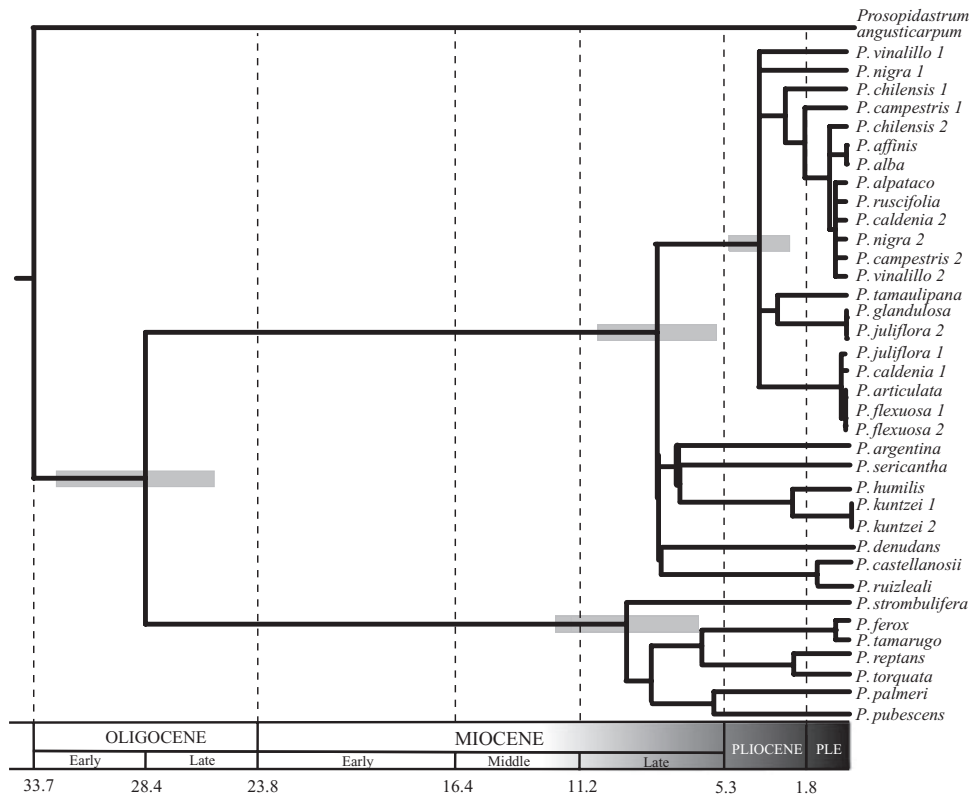 Prosopidastrum
angusticarpum
P. vinalillo 1
P. nigra 1
P. chilensis 1
P. campestris 1
P. chilensis 2
P. affinis
P. alba
P. alpataco
P. ruscifolia
P. caldenia 2
P. nigra 2
P. campestris 2
P. vinalillo 2
P. tamaulipana
P. glandulosa
P. juliflora 2
P. juliflora 1
P. caldenia 1
P. articulata
P. flexuosa 1
P. flexuosa 2
P. argentina
P. sericantha
P. humilis
P. kuntzei 1
P. kuntzei 2
P. denudans
P. castellanosii
P. ruizleali
P. strombulifera
P. ferox
P. tamarugo
P. reptans
P. torquata
P. palmeri
P. pubescens
OLIGOCENE MIOCENE PLIOCENE PLE
Early Late Early Middle Late
33.7 28.4 23.8 16.4 11.2 5.3 1.8